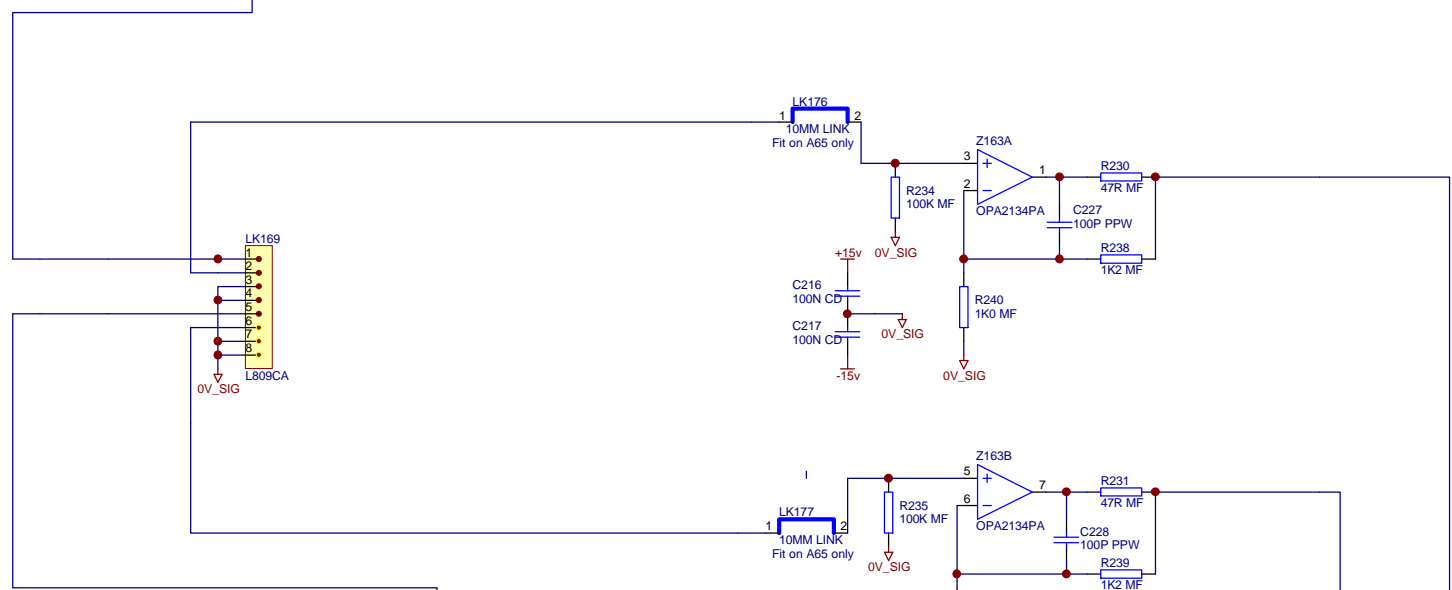 LK176
1
2
10MM LINK
Fit on A65 only
Z163A
3
+
2
−
1
OPA2134PA
R230
47R MF
R234
100K MF
0V_SIG
C227
100P PPW
R238
1K2 MF
LK169
1
2
3
4
5
6
7
8
L809CA
0V_SIG
+15v
C216
100N CD
C217
100N CD
0V_SIG
-15v
R240
1K0 MF
0V_SIG
Z163B
5
+
6
−
7
OPA2134PA
R231
47R MF
LK177
1
2
10MM LINK
Fit on A65 only
R235
100K MF
0V_SIG
C228
100P PPW
R239
1K2 MF